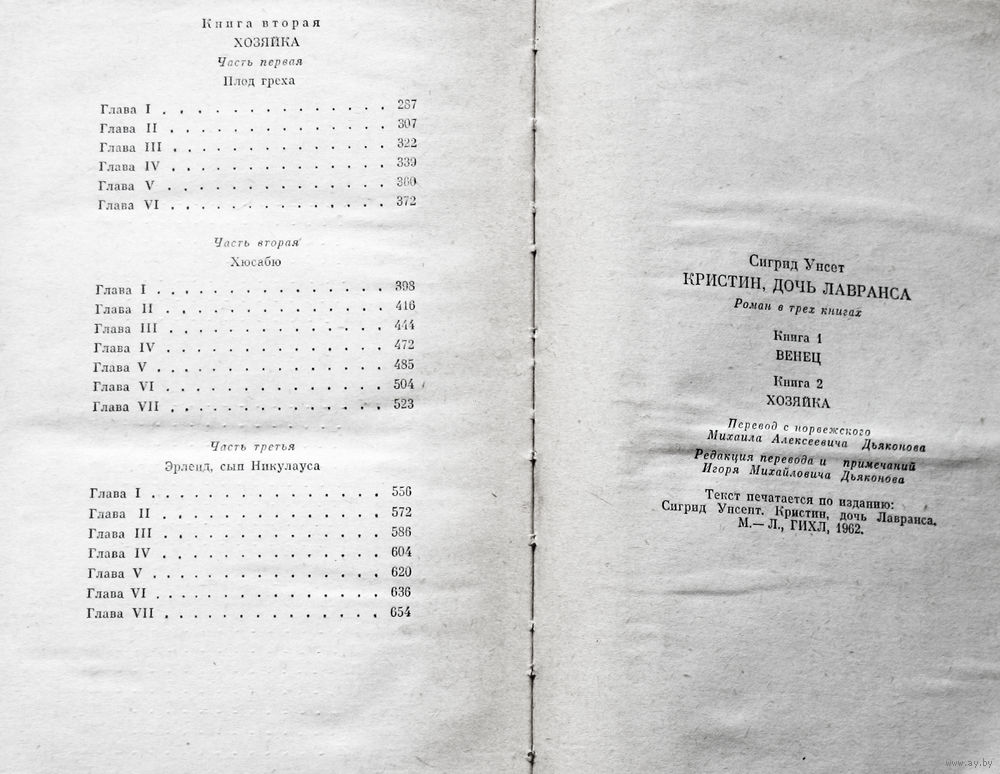 Книга вторая
ХОЗЯЙКА
Часть первая
Плод греха
Глава I . . . . . . . . . . . . . 287
Глава II . . . . . . . . . . . . . 307
Глава III . . . . . . . . . . . . . 322
Глава IV . . . . . . . . . . . . . 339
Глава V . . . . . . . . . . . . . 360
Глава VI . . . . . . . . . . . . . 372
Часть вторая
Хюсабю
Глава I . . . . . . . . . . . . . 398
Глава II . . . . . . . . . . . . . 416
Глава III . . . . . . . . . . . . . 444
Глава IV . . . . . . . . . . . . . 472
Глава V . . . . . . . . . . . . . 485
Глава VI . . . . . . . . . . . . . 504
Глава VII . . . . . . . . . . . . . 523
Часть третья
Эрленд, сын Никулауса
Глава I . . . . . . . . . . . . . 556
Глава II . . . . . . . . . . . . . 572
Глава III . . . . . . . . . . . . . 586
Глава IV . . . . . . . . . . . . . 604
Глава V . . . . . . . . . . . . . 620
Глава VI . . . . . . . . . . . . . 636
Глава VII . . . . . . . . . . . . . 654
Сигрид Унсет
КРИСТИН, ДОЧЬ ЛАВРАНСА
Роман в трех книгах
Книга 1
ВЕНЕЦ
Книга 2
ХОЗЯЙКА
Перевод с норвежского
Михаила Алексеевича Дьяконова
Редакция перевода и примечаний
Игоря Михайловича Дьяконова
Текст печатается по изданию:
Сигрид Унсет. Кристин, дочь Лавранса.
М.— Л., ГИХЛ, 1962.
www.ay.by